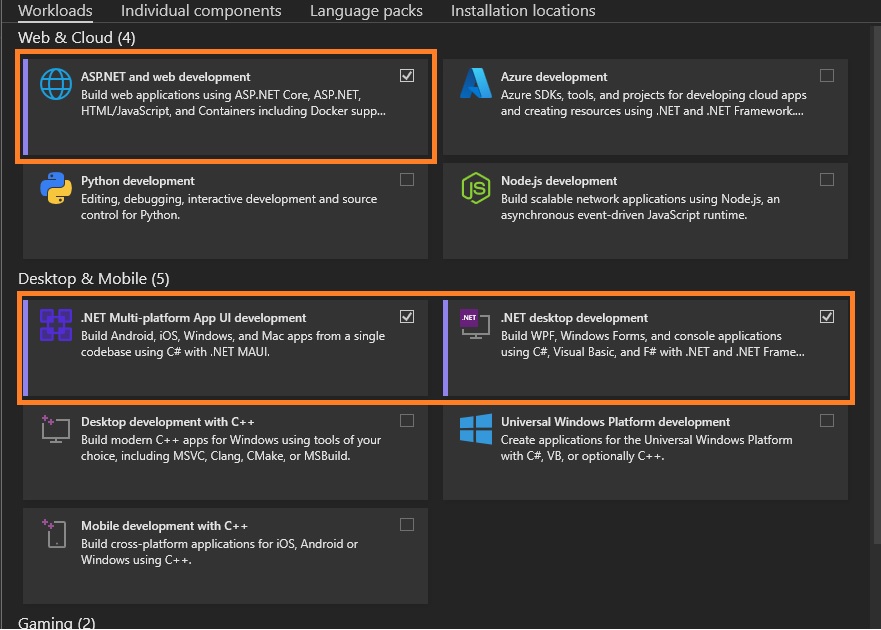 Workloads Individual components Language packs Installation locations
Web & Cloud (4)
ASP.NET and web development
Build web applications using ASP.NET Core, ASP.NET,
HTML/JavaScript, and Containers including Docker supp...
Azure development
Azure SDKs, tools, and projects for developing cloud apps
and creating resources using .NET and .NET Framework....
Python development
Editing, debugging, interactive development and source
control for Python.
JS
Node.js development
Build scalable network applications using Node.js, an
asynchronous event-driven JavaScript runtime.
Desktop & Mobile (5)
.NET Multi-platform App UI development
Build Android, iOS, Windows, and Mac apps from a single
codebase using C# with .NET MAUI.
.NET
.NET desktop development
Build WPF, Windows Forms, and console applications
using C#, Visual Basic, and F# with .NET and .NET Frame...
Desktop development with C++
Build modern C++ apps for Windows using tools of your
choice, including MSVC, Clang, CMake, or MSBuild.
Universal Windows Platform development
Create applications for the Universal Windows Platform
with C#, VB, or optionally C++.
Mobile development with C++
Build cross-platform applications for iOS, Android or
Windows using C++.
Gaming (2)